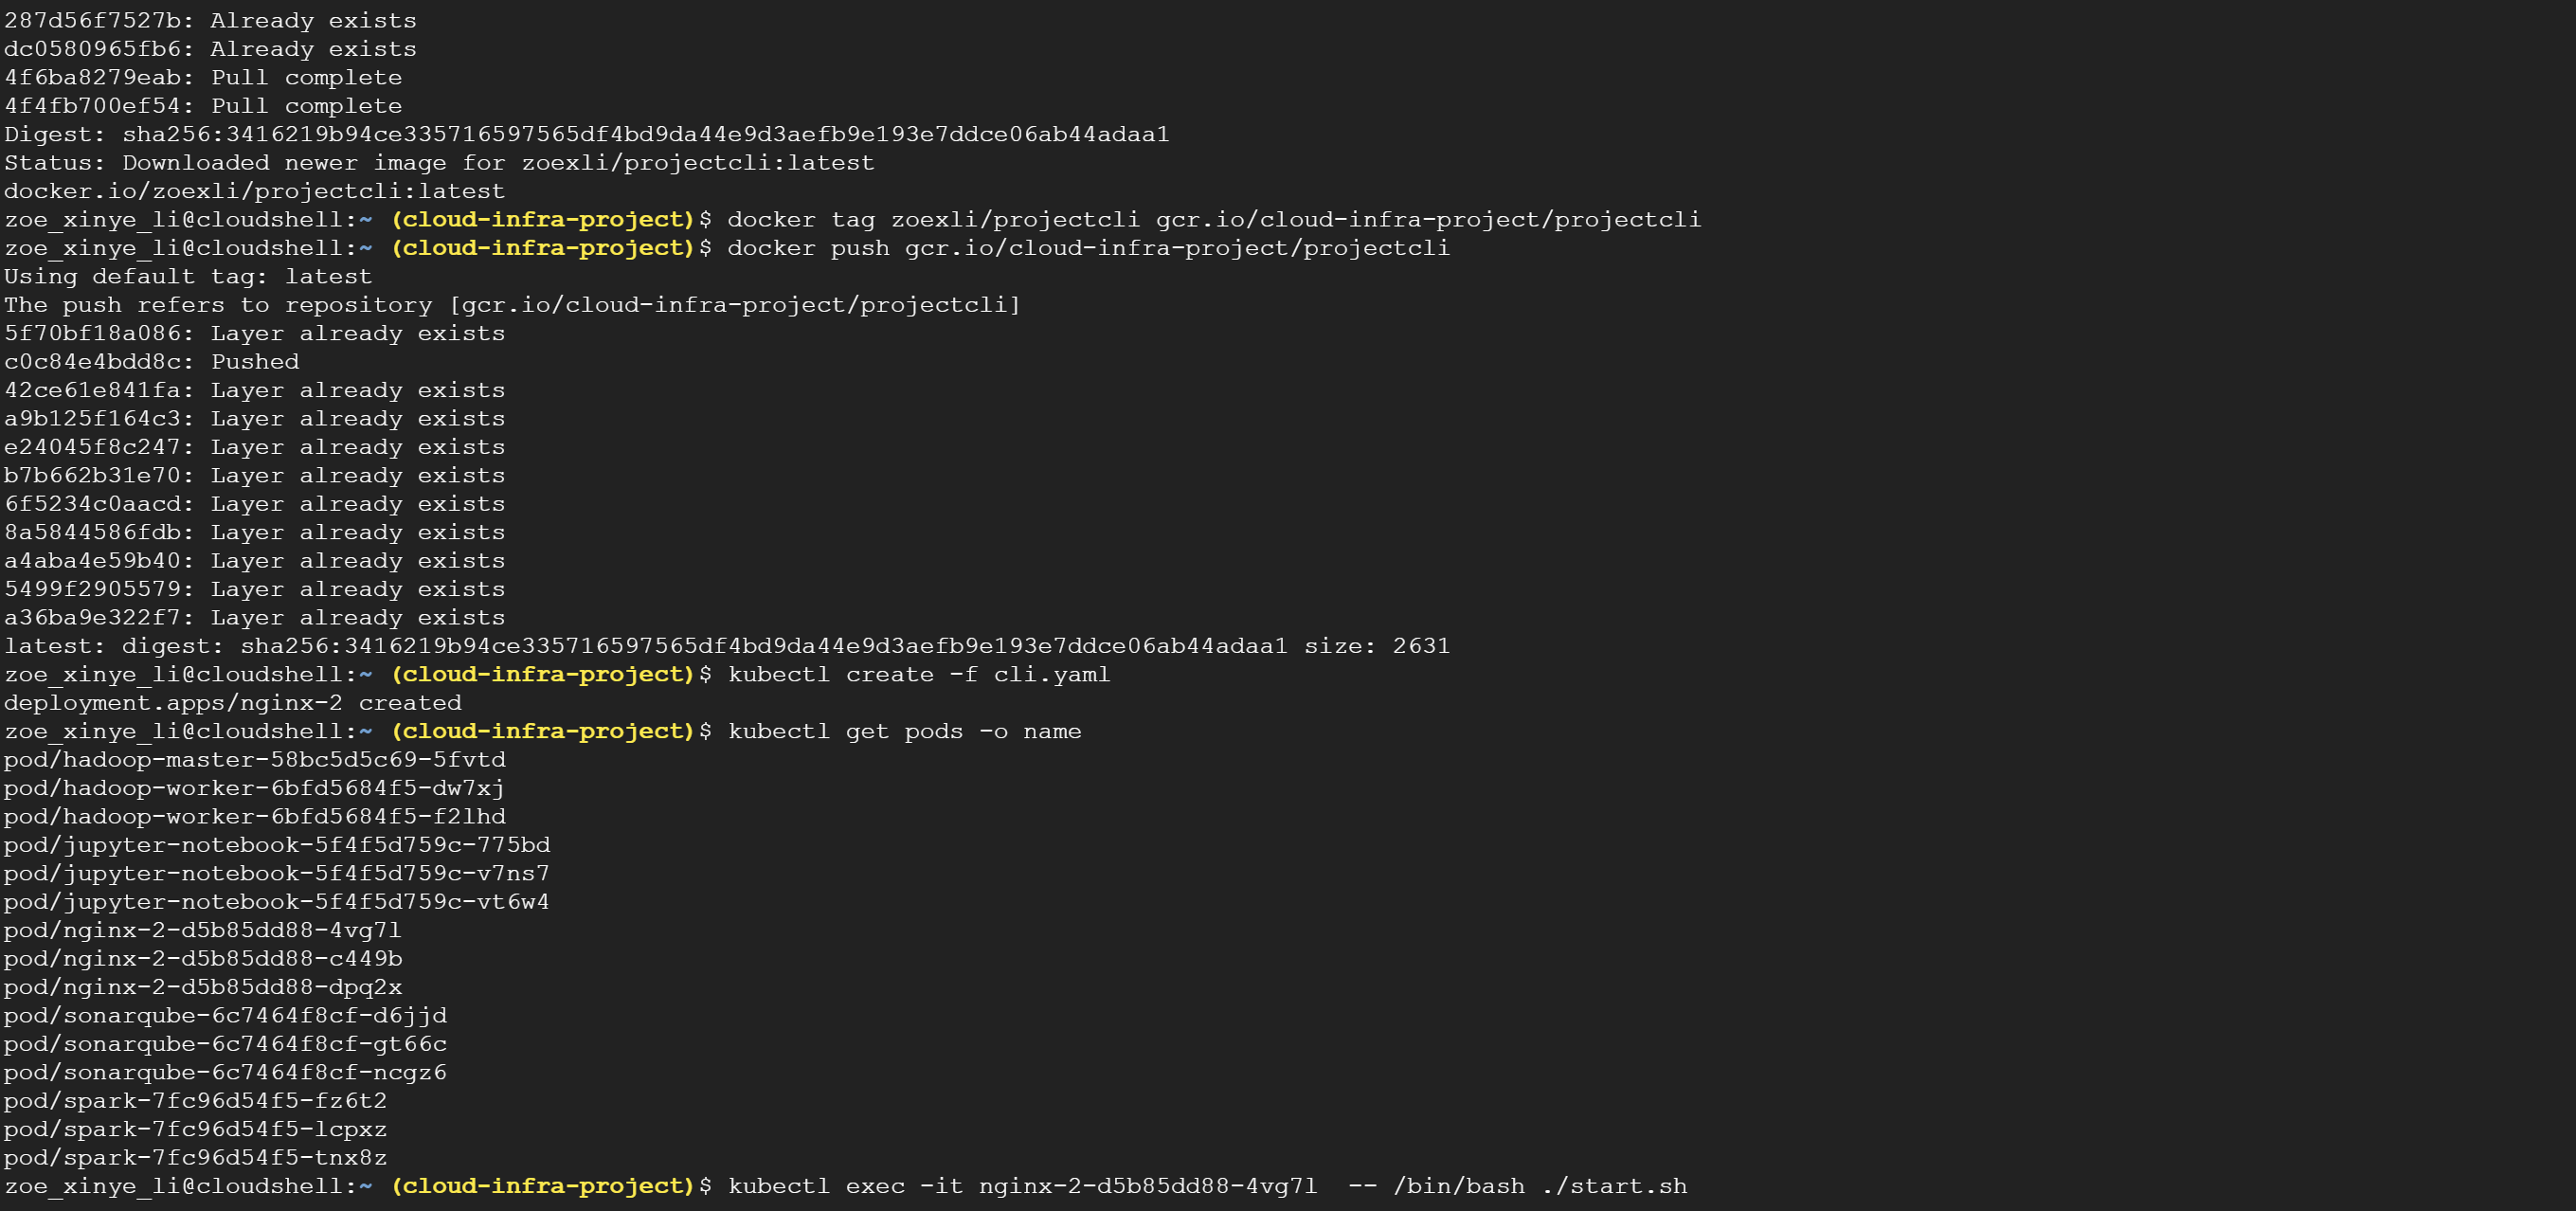 287d56f7527b: Already exists
dc0580965fb6: Already exists
4f6ba8279eab: Pull complete
4f4fb700ef54: Pull complete
Digest: sha256:3416219b94ce335716597565df4bd9da44e9d3aefb9e193e7ddce06ab44adaa1
Status: Downloaded newer image for zoexli/projectcli:latest
docker.io/zoexli/projectcli:latest
zoe_xinye_li@cloudshell:~ (cloud-infra-project)$ docker tag zoexli/projectcli gcr.io/cloud-infra-project/projectcli
zoe_xinye_li@cloudshell:~ (cloud-infra-project)$ docker push gcr.io/cloud-infra-project/projectcli
Using default tag: latest
The push refers to repository [gcr.io/cloud-infra-project/projectcli]
5f70bf18a086: Layer already exists
c0c84e4bdd8c: Pushed
42ce61e841fa: Layer already exists
a9b125f164c3: Layer already exists
e24045f8c247: Layer already exists
b7b662b31e70: Layer already exists
6f5234c0aacd: Layer already exists
8a5844586fdb: Layer already exists
a4aba4e59b40: Layer already exists
5499f2905579: Layer already exists
a36ba9e322f7: Layer already exists
latest: digest: sha256:3416219b94ce335716597565df4bd9da44e9d3aefb9e193e7ddce06ab44adaa1 size: 2631
zoe_xinye_li@cloudshell:~ (cloud-infra-project)$ kubectl create -f cli.yaml
deployment.apps/nginx-2 created
zoe_xinye_li@cloudshell:~ (cloud-infra-project)$ kubectl get pods -o name
pod/hadoop-master-58bc5d5c69-5fvtd
pod/hadoop-worker-6bfd5684f5-dw7xj
pod/hadoop-worker-6bfd5684f5-f2lhd
pod/jupyter-notebook-5f4f5d759c-775bd
pod/jupyter-notebook-5f4f5d759c-v7ns7
pod/jupyter-notebook-5f4f5d759c-vt6w4
pod/nginx-2-d5b85dd88-4vg7l
pod/nginx-2-d5b85dd88-c449b
pod/nginx-2-d5b85dd88-dpq2x
pod/sonarqube-6c7464f8cf-d6jjd
pod/sonarqube-6c7464f8cf-gt66c
pod/sonarqube-6c7464f8cf-ncgz6
pod/spark-7fc96d54f5-fz6t2
pod/spark-7fc96d54f5-lcpxz
pod/spark-7fc96d54f5-tnx8z
zoe_xinye_li@cloudshell:~ (cloud-infra-project)$ kubectl exec -it nginx-2-d5b85dd88-4vg7l  -- /bin/bash ./start.sh